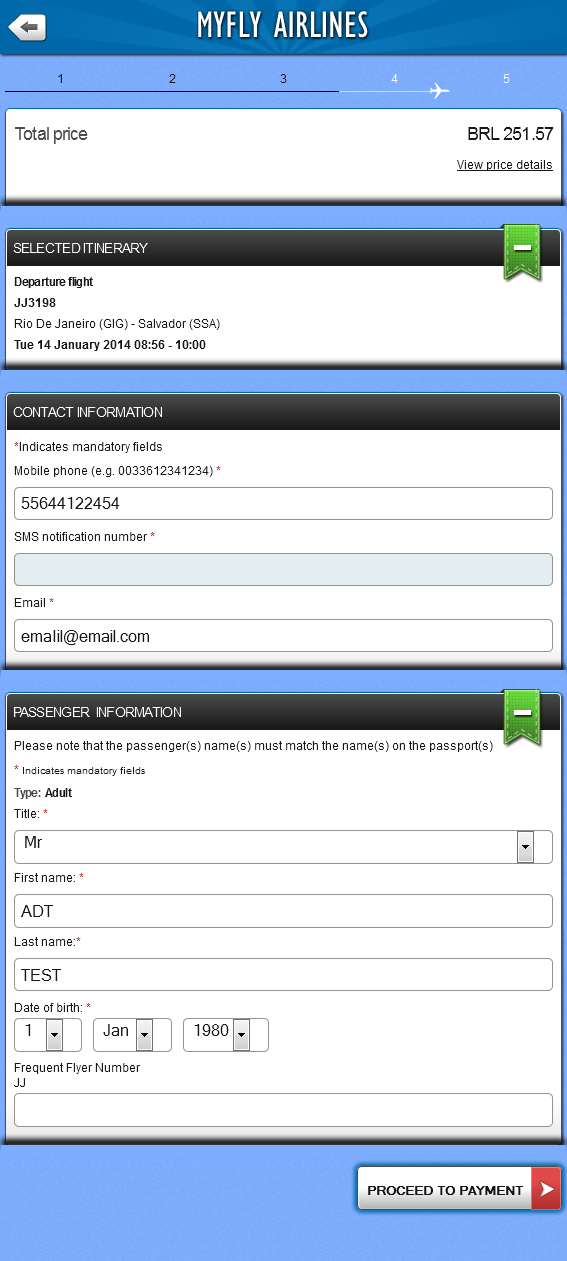 MYFLY AIRLINES
1 2 3 4 5
Total price BRL 251.57
View price details
SELECTED ITINERARY
Departure flight
JJ3198
Rio De Janeiro (GIG) - Salvador (SSA)
Tue 14 January 2014 08:56 - 10:00
CONTACT INFORMATION
*Indicates mandatory fields
Mobile phone (e.g. 0033612341234) *
55644122454
SMS notification number *
Email *
emalil@email.com
PASSENGER INFORMATION
Please note that the passenger(s) name(s) must match the name(s) on the passport(s)
* Indicates mandatory fields
Type: Adult
Title: *
Mr
First name: *
ADT
Last name:*
TEST
Date of birth: *
1 Jan 1980
Frequent Flyer Number
JJ
PROCEED TO PAYMENT